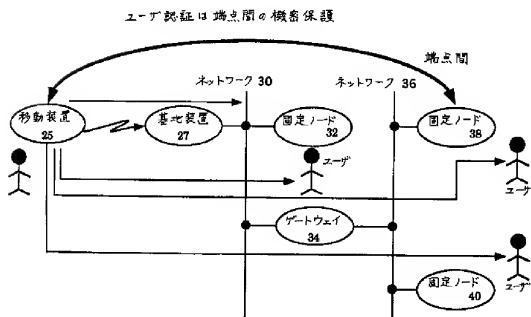 ユーザ認証は端点間の機密保護
端点間
ネットワーク 30
ネットワーク 36
移動装置
25
基地装置
27
固定ノード
32
固定ノード
38
ユーザ
ユーザ
ゲートウェイ
34
固定ノード
40
ユーザ